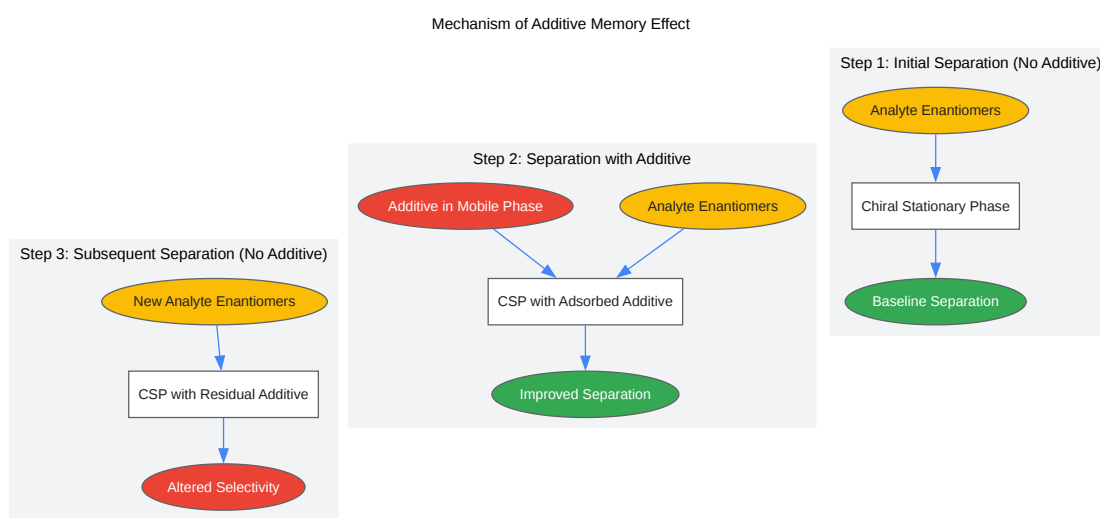 Mechanism of Additive Memory Effect
Step 1: Initial Separation (No Additive)
Analyte Enantiomers
Chiral Stationary Phase
Baseline Separation
Step 2: Separation with Additive
Additive in Mobile Phase
Analyte Enantiomers
CSP with Adsorbed Additive
Improved Separation
Step 3: Subsequent Separation (No Additive)
New Analyte Enantiomers
CSP with Residual Additive
Altered Selectivity